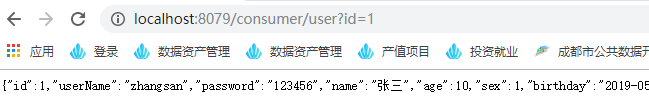 localhost:8079/consumer/user?id=1
应用 登录 数据资产管理 数据资产管理 产值项目 投资就业 成都市公共数据开
{"id":1,"userName":"zhangsan","password":"123456","name":"张三","age":10,"sex":1,"birthday":"2019-05